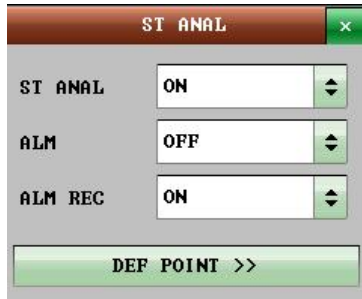 ST ANAL ×
ST ANAL ON
ALM OFF
ALM REC ON
DEF POINT >>